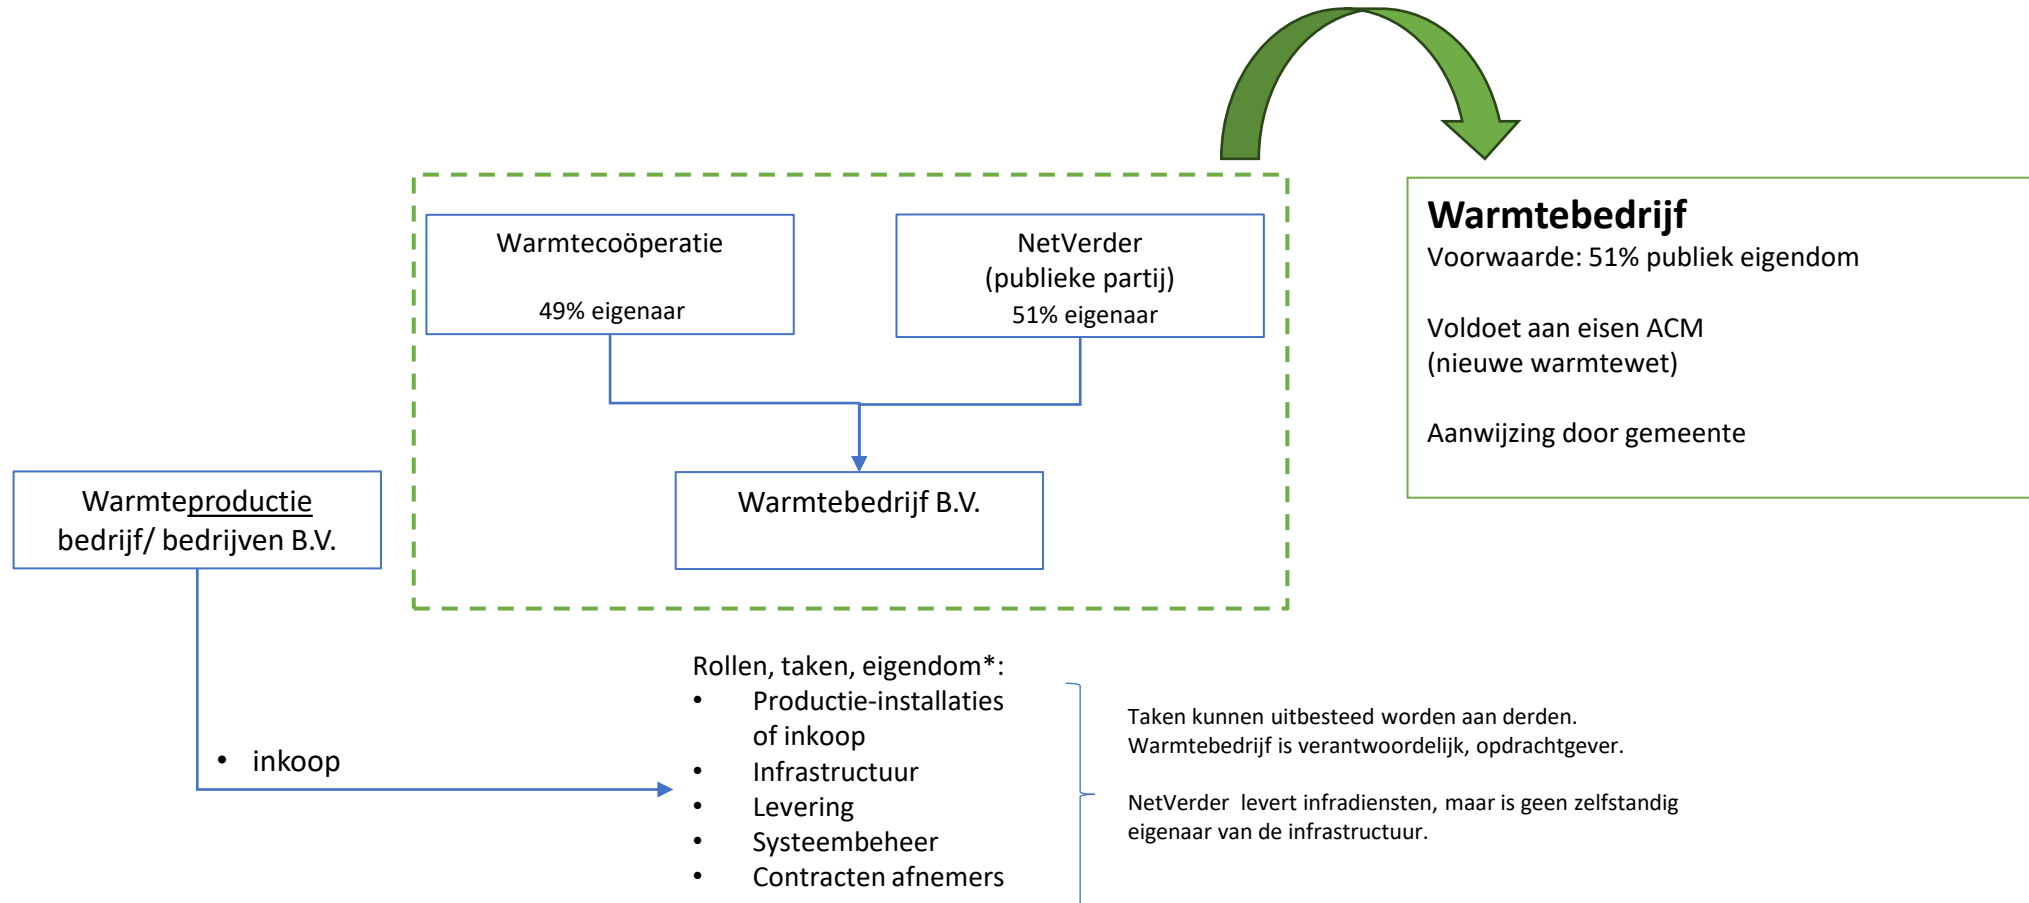 Warmtecoöperatie
49% eigenaar
NetVerder
(publieke partij)
51% eigenaar
Warmtebedrijf
Voorwaarde: 51% publiek eigendom
Voldoet aan eisen ACM
(nieuwe warmtewet)
Aanwijzing door gemeente
Warmteproductie
bedrijf/ bedrijven B.V.
Warmtebedrijf B.V.
• inkoop
Rollen, taken, eigendom*:
• Productie-installaties
of inkoop
• Infrastructuur
• Levering
• Systeembeheer
• Contracten afnemers
Taken kunnen uitbesteed worden aan derden.
Warmtebedrijf is verantwoordelijk, opdrachtgever.
NetVerder levert infradiensten, maar is geen zelfstandig
eigenaar van de infrastructuur.